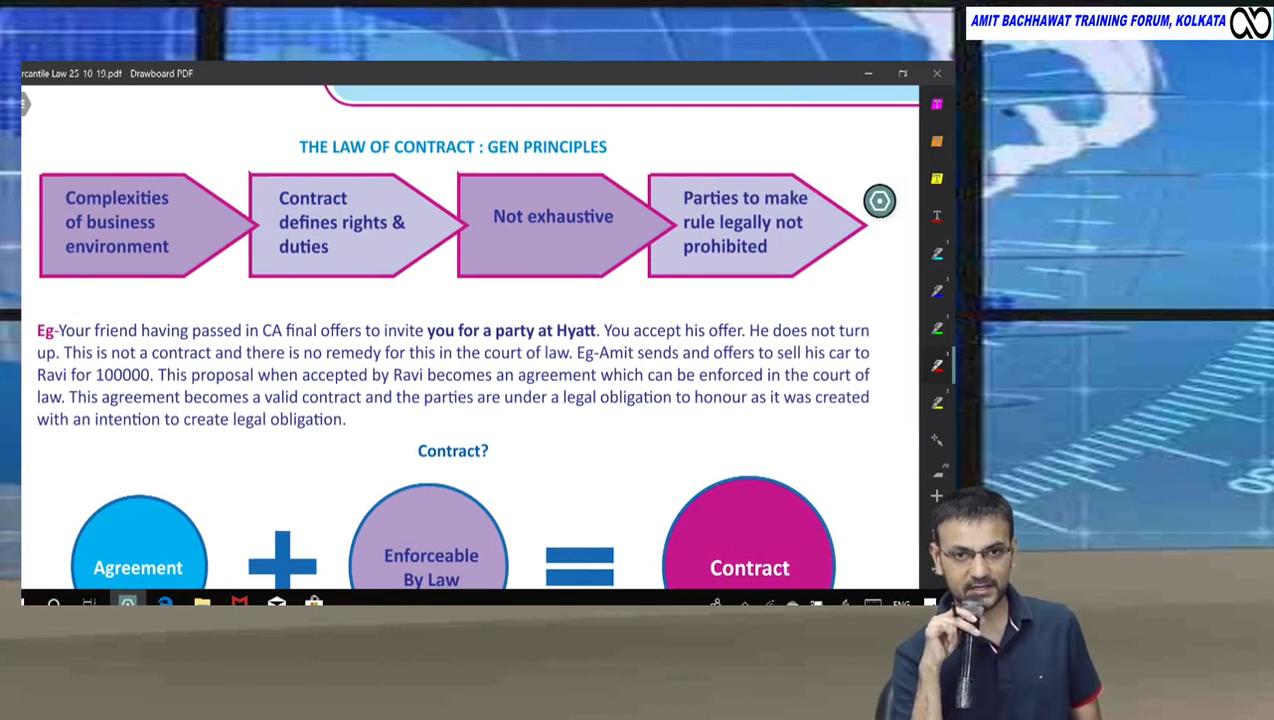 AMIT BACHHAWAT TRAINING FORUM, KOLKATA
rcantile Law 25 10 19.pdf Drawboard PDF
THE LAW OF CONTRACT : GEN PRINCIPLES
Complexities
of business
environment
Contract
defines rights &
duties
Not exhaustive
Parties to make
rule legally not
prohibited
Eg-Your friend having passed in CA final offers to invite you for a party at Hyatt. You accept his offer. He does not turn
up. This is not a contract and there is no remedy for this in the court of law. Eg-Amit sends and offers to sell his car to
Ravi for 100000. This proposal when accepted by Ravi becomes an agreement which can be enforced in the court of
law. This agreement becomes a valid contract and the parties are under a legal obligation to honour as it was created
with an intention to create legal obligation.
Contract?
Agreement
Enforceable
By Law
Contract
ENG